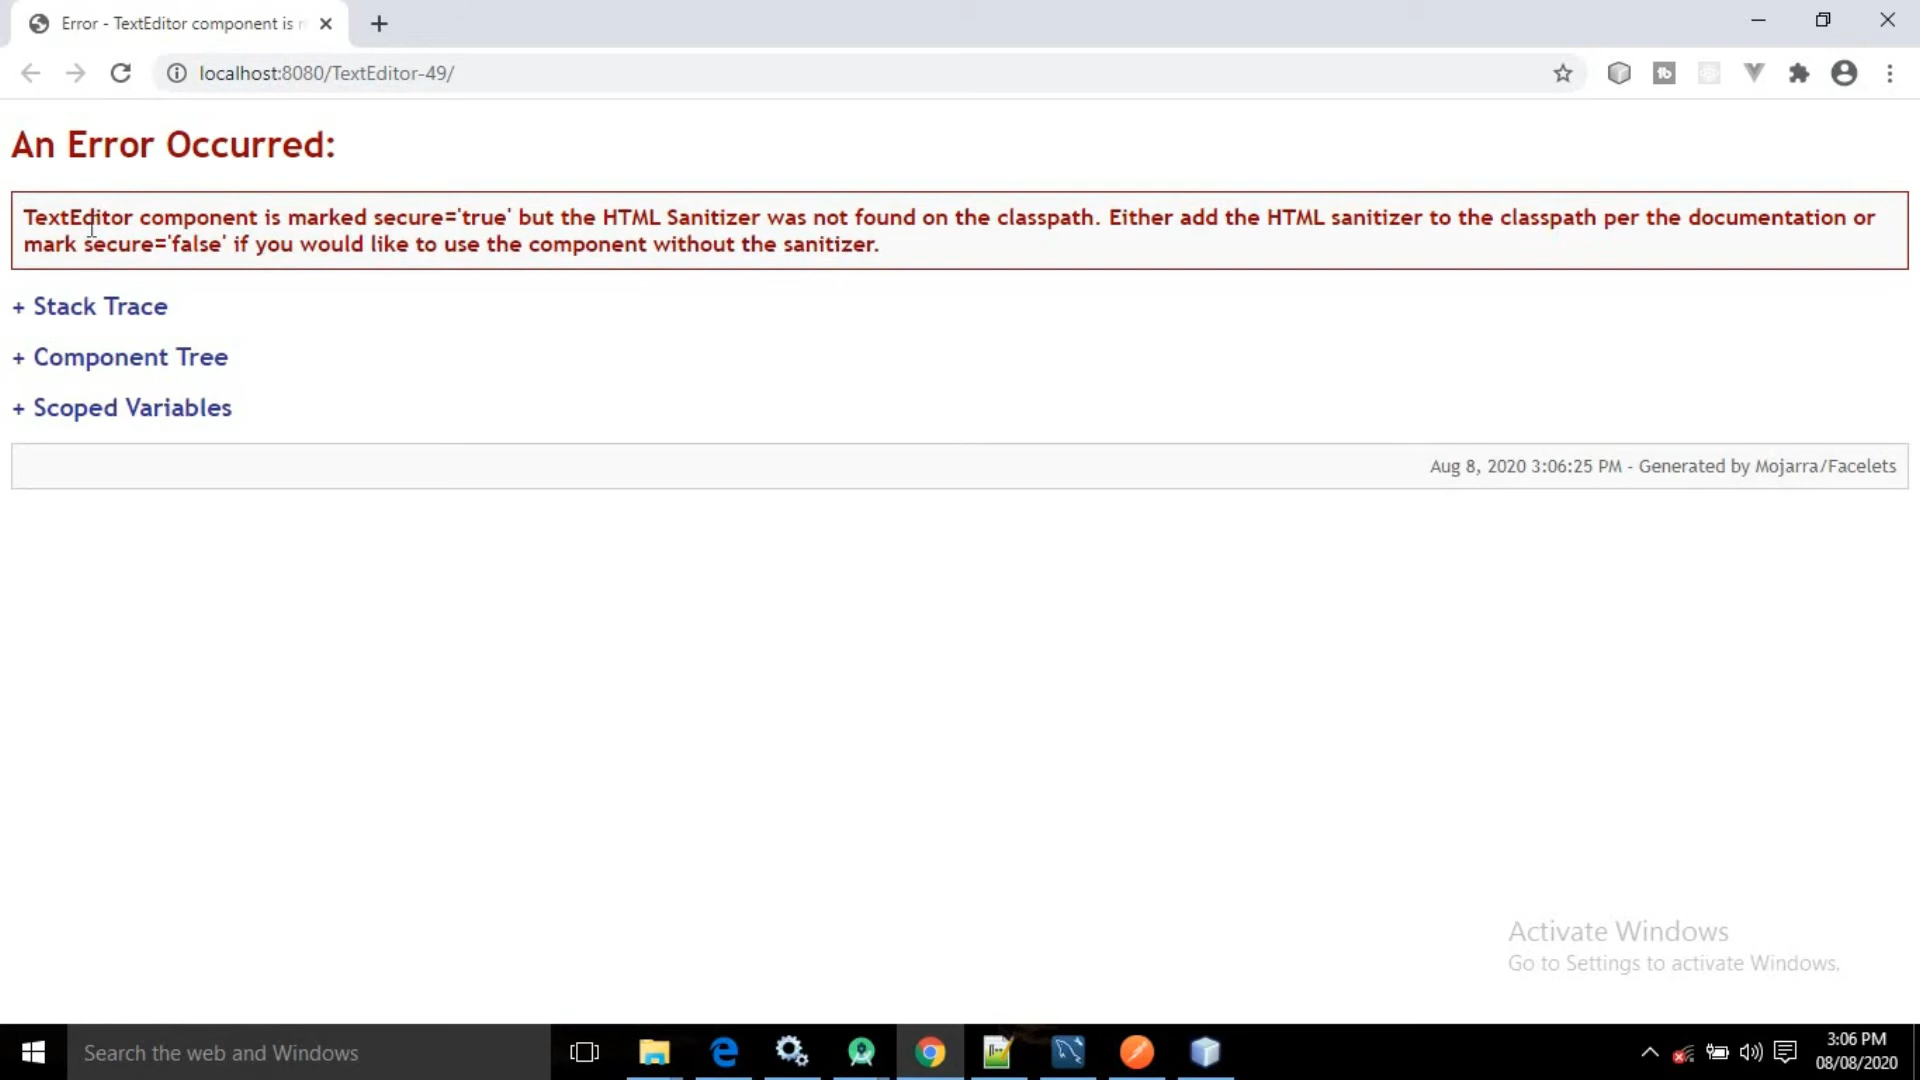 Error - TextEditor component is
localhost:8080/TextEditor-49/
An Error Occurred:
TextEditor component is marked secure='true' but the HTML Sanitizer was not found on the classpath. Either add the HTML sanitizer to the classpath per the documentation or
mark secure='false' if you would like to use the component without the sanitizer.
+ Stack Trace
+ Component Tree
+ Scoped Variables
Aug 8, 2020 3:06:25 PM - Generated by Mojarra/Facelets
Activate Windows
Go to Settings to activate Windows.
Search the web and Windows
3:06 PM
08/08/2020